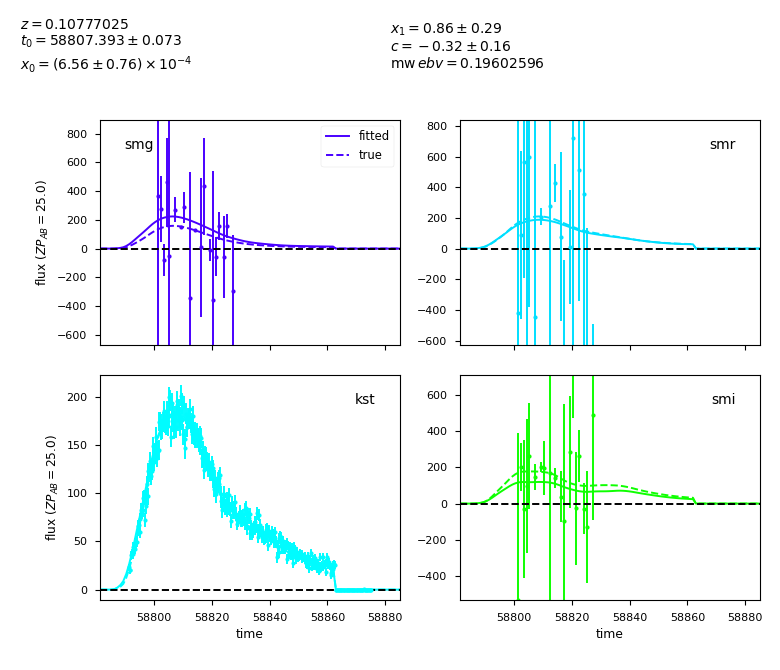 z = 0.10777025
t₀ = 58807.393 ± 0.073
x₀ = (6.56 ± 0.76) × 10⁻⁴
x₁ = 0.86 ± 0.29
c = −0.32 ± 0.16
mw ebv = 0.19602596
smg
fitted
true
800
600
400
200
0
−200
−400
−600
flux (ZP_AB = 25.0)
smr
800
600
400
200
0
−200
−400
−600
kst
200
150
100
50
0
flux (ZP_AB = 25.0)
58800 58820 58840 58860 58880
time
smi
600
400
200
0
−200
−400
58800 58820 58840 58860 58880
time